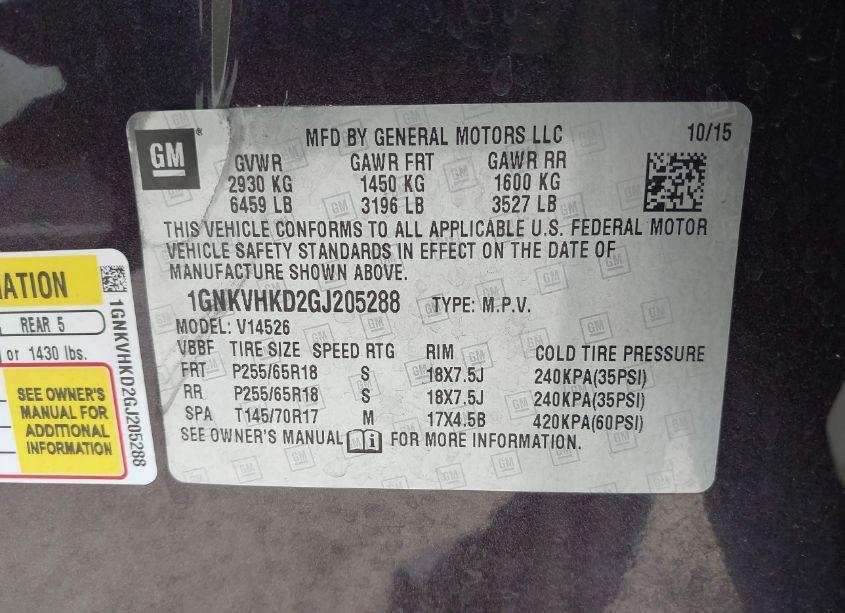 GM
®
MFD BY GENERAL MOTORS LLC
10/15
GVWR GAWR FRT GAWR RR
2930 KG 1450 KG 1600 KG
6459 LB 3196 LB 3527 LB
THIS VEHICLE CONFORMS TO ALL APPLICABLE U.S. FEDERAL MOTOR
VEHICLE SAFETY STANDARDS IN EFFECT ON THE DATE OF
MANUFACTURE SHOWN ABOVE.
1GNKVHKD2GJ205288 TYPE: M.P.V.
MODEL: V14526
VBBF TIRE SIZE SPEED RTG RIM COLD TIRE PRESSURE
FRT P255/65R18 S 18X7.5J 240KPA(35PSI)
RR P255/65R18 S 18X7.5J 240KPA(35PSI)
SPA T145/70R17 M 17X4.5B 420KPA(60PSI)
SEE OWNER'S MANUAL i FOR MORE INFORMATION.
MATION
REAR 5
or 1430 lbs.
SEE OWNER'S
MANUAL FOR
ADDITIONAL
INFORMATION
1GNKVHKD2GJ205288